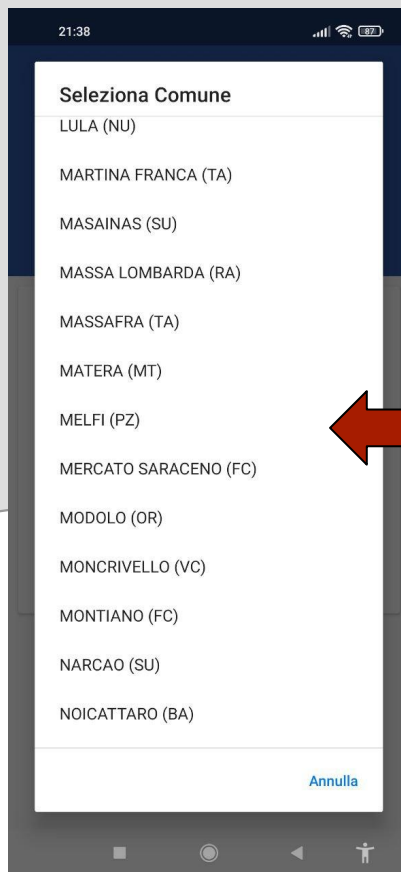 21:38
87
Seleziona Comune
LULA (NU)
MARTINA FRANCA (TA)
MASAINAS (SU)
MASSA LOMBARDA (RA)
MASSAFRA (TA)
MATERA (MT)
MELFI (PZ)
MERCATO SARACENO (FC)
MODOLO (OR)
MONCRIVELLO (VC)
MONTIANO (FC)
NARCAO (SU)
NOICATTARO (BA)
Annulla